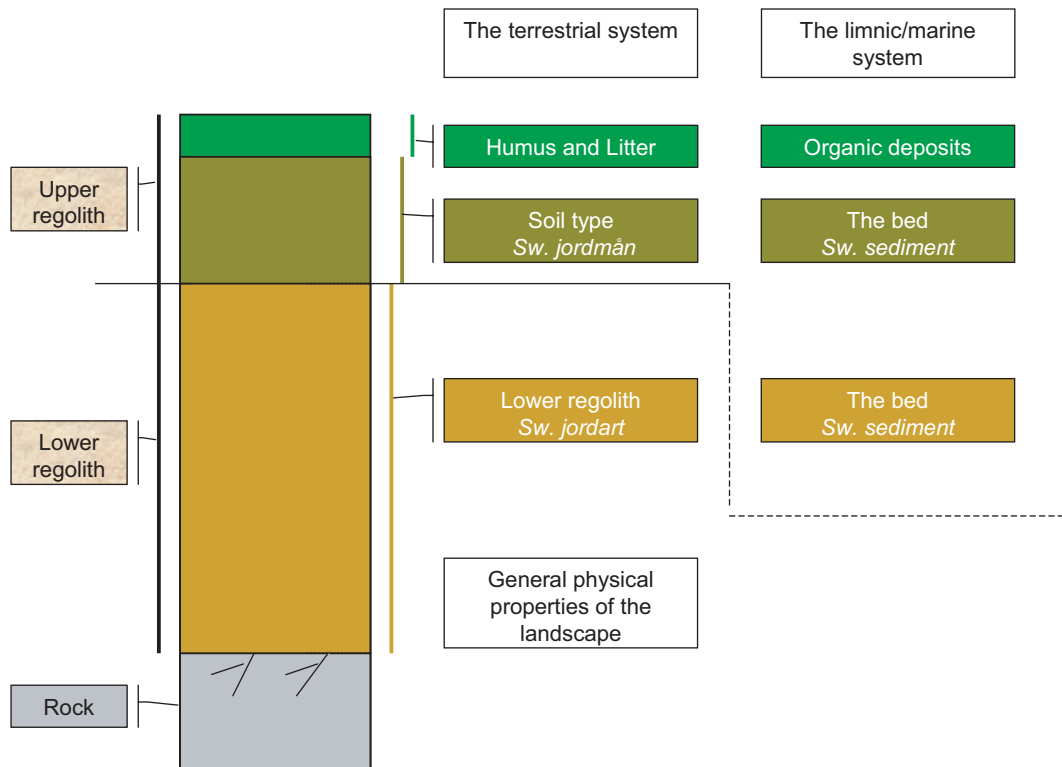 The terrestrial system
The limnic/marine
system
Humus and Litter
Organic deposits
Upper
regolith
Soil type
Sw. jordmån
The bed
Sw. sediment
Lower regolith
Sw. jordart
The bed
Sw. sediment
Lower
regolith
General physical
properties of the
landscape
Rock